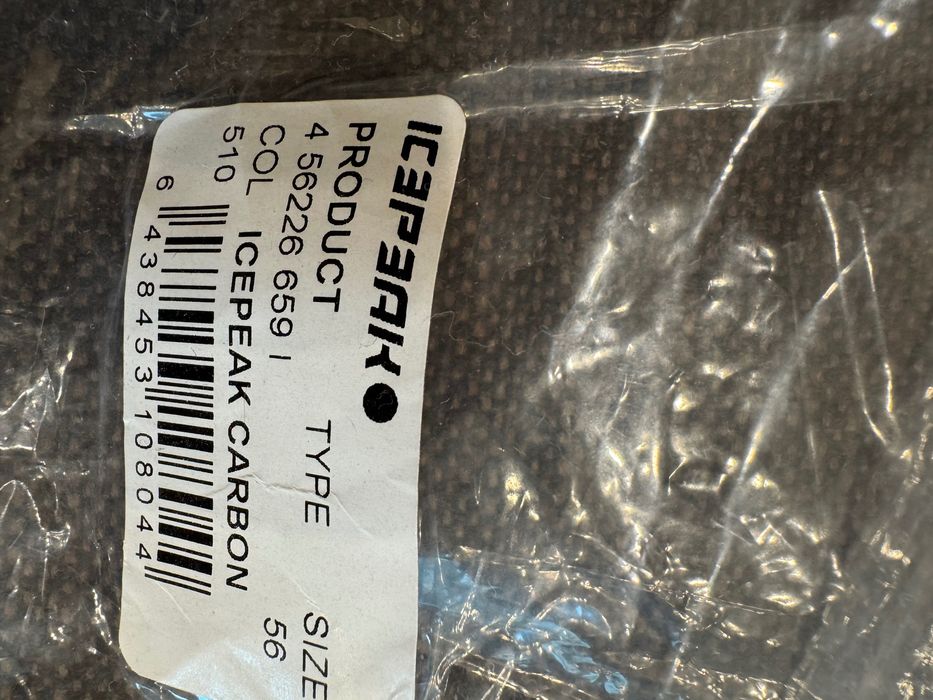 ICEPEAK
PRODUCT TYPE SIZE
4 56226 659 I 56
COL ICEPEAK CARBON
510
6 438453 108044